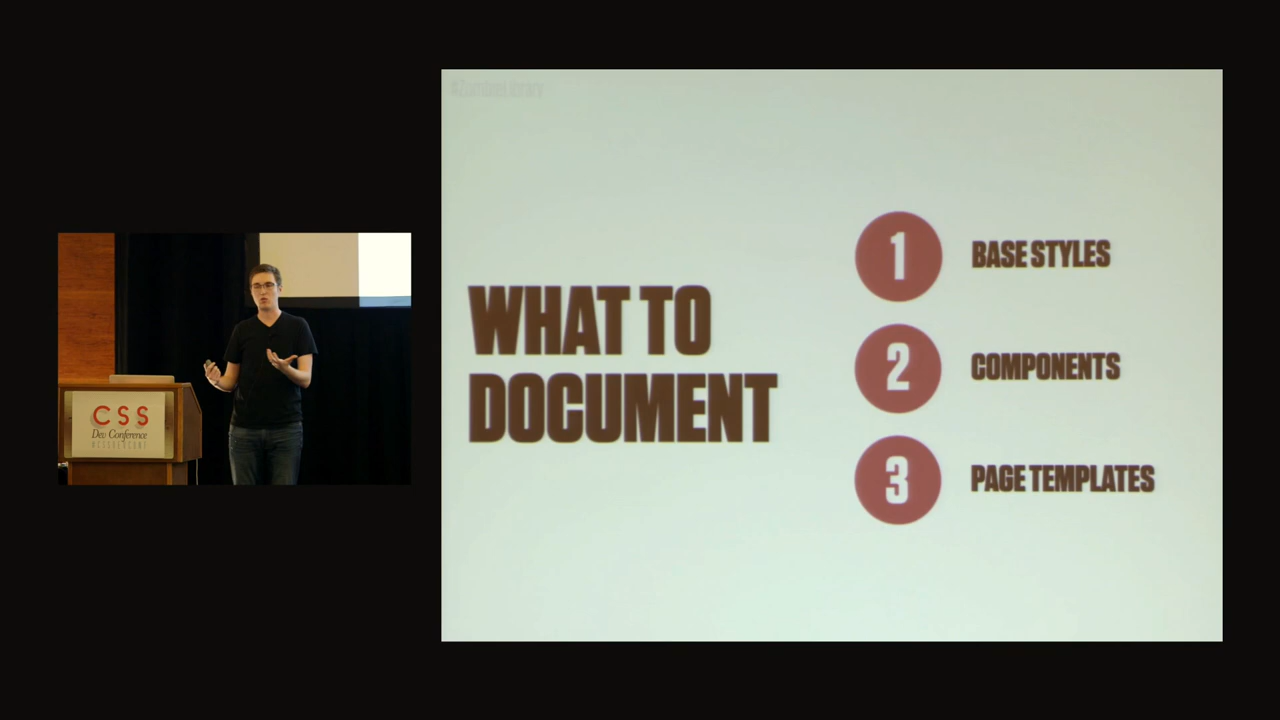 CSS
Dev Conference
WHAT TO
DOCUMENT
1 BASE STYLES
2 COMPONENTS
3 PAGE TEMPLATES